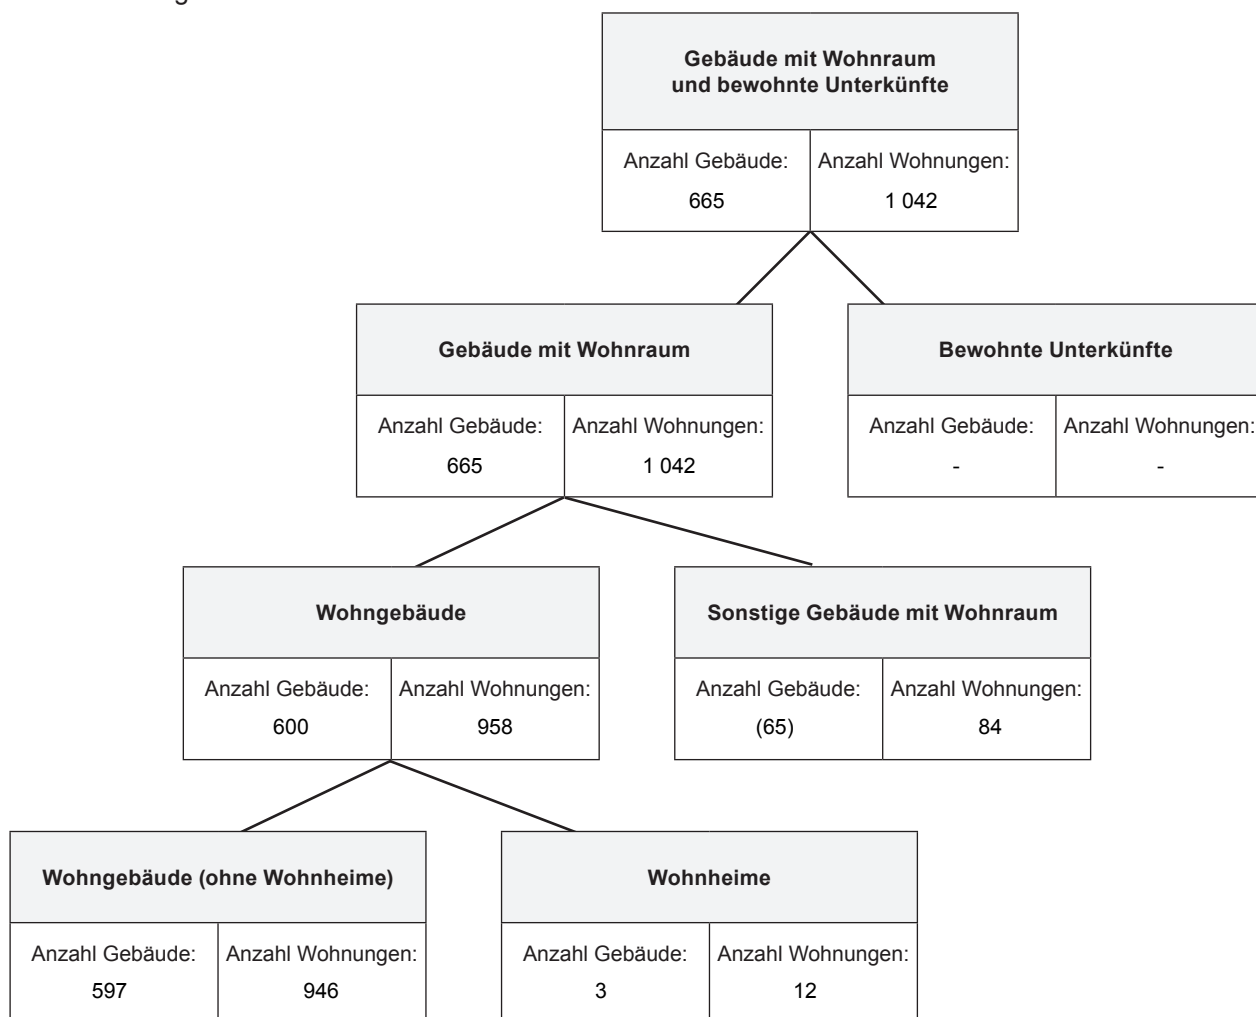 Gebäude mit Wohnraum
und bewohnte Unterkünfte
Anzahl Gebäude: Anzahl Wohnungen:
665 1 042
Gebäude mit Wohnraum Bewohnte Unterkünfte
Anzahl Gebäude: Anzahl Wohnungen: Anzahl Gebäude: Anzahl Wohnungen:
665 1 042 - -
Wohngebäude Sonstige Gebäude mit Wohnraum
Anzahl Gebäude: Anzahl Wohnungen: Anzahl Gebäude: Anzahl Wohnungen:
600 958 (65) 84
Wohngebäude (ohne Wohnheime) Wohnheime
Anzahl Gebäude: Anzahl Wohnungen: Anzahl Gebäude: Anzahl Wohnungen:
597 946 3 12